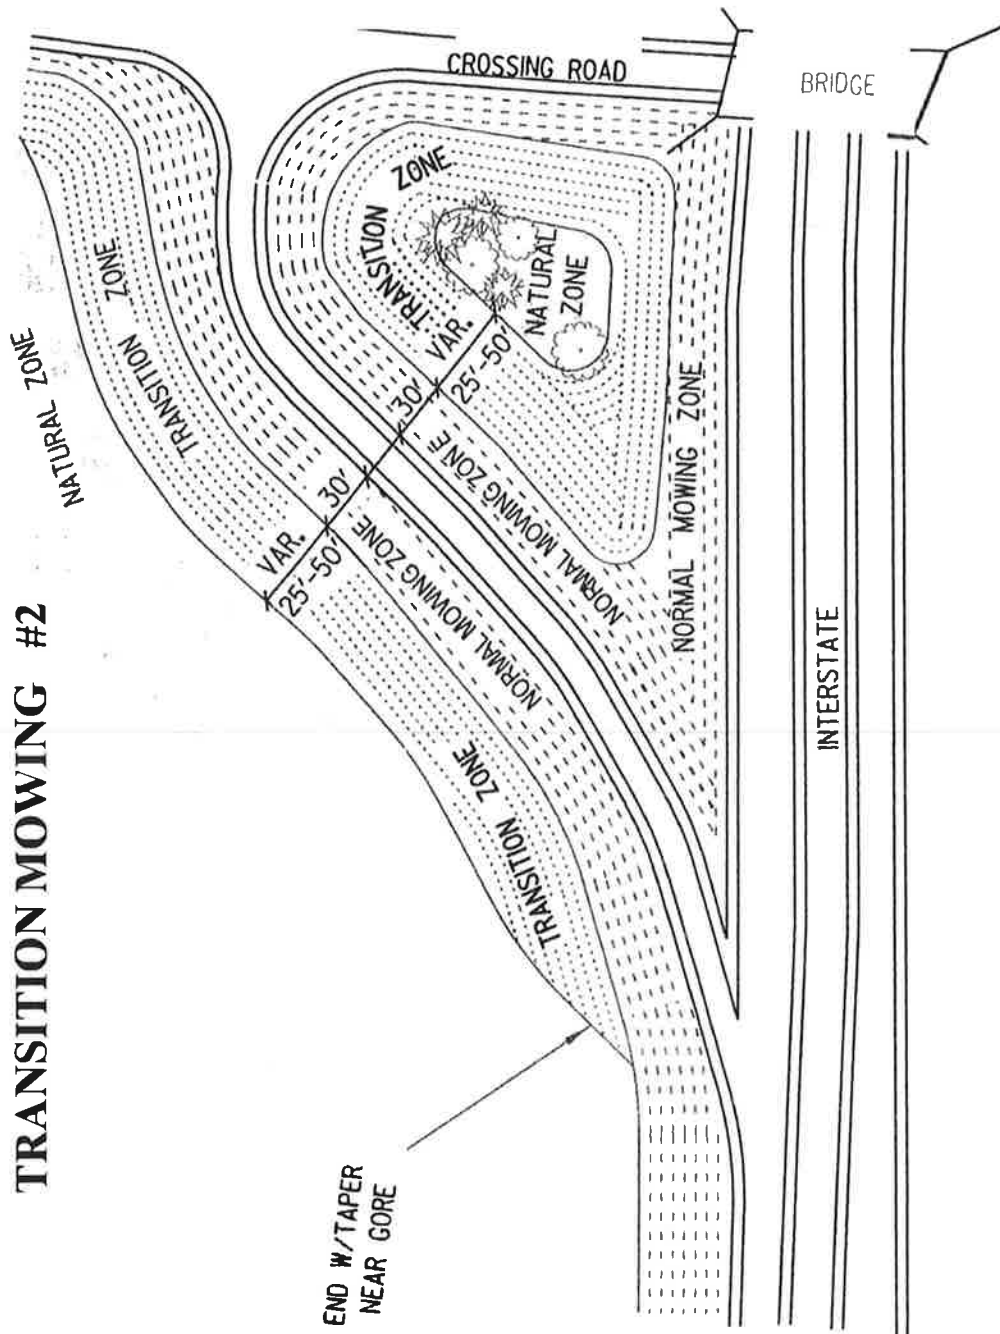 TRANSITION MOWING #2
CROSSING ROAD
BRIDGE
NATURAL ZONE
TRANSITION ZONE
TRANSITION ZONE
NATURAL
ZONE
VAR.
25'-50'
30'
30'
VAR.
25'-50'
NORMAL MOWING ZONE
NORMAL MOWING ZONE
NORMAL MOWING ZONE
TRANSITION ZONE
INTERSTATE
END W/TAPER
NEAR GORE